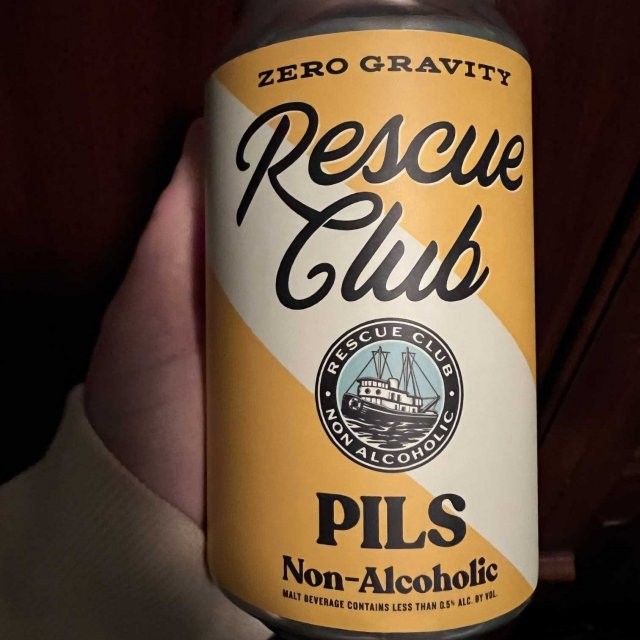 ZERO GRAVITY
Rescue
Club
RESCUE CLUB
NON ALCOHOLIC
PILS
Non-Alcoholic
MALT BEVERAGE CONTAINS LESS THAN 0.5% ALC. BY VOL.